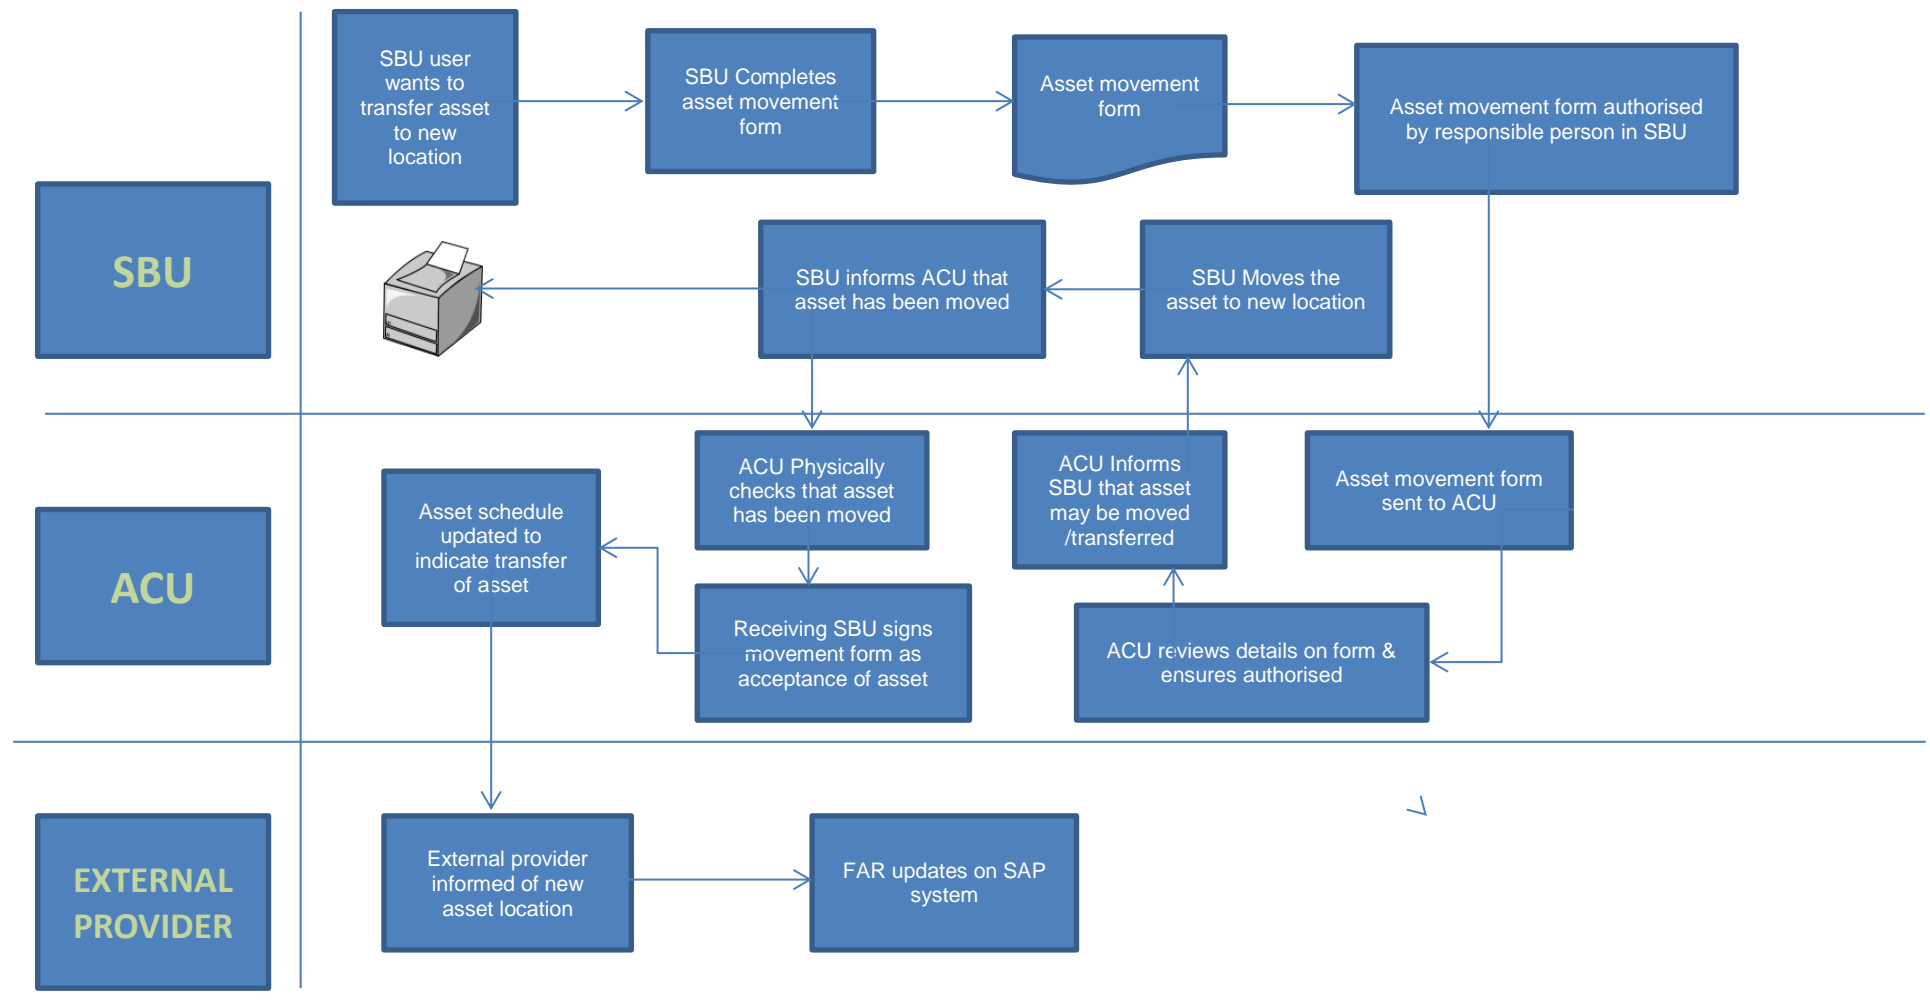 SBU user
wants to
transfer asset
to new
location
SBU Completes
asset movement
form
Asset movement
form
Asset movement form authorised
by responsible person in SBU
SBU
SBU informs ACU that
asset has been moved
SBU Moves the
asset to new location
ACU
Asset schedule
updated to
indicate transfer
of asset
ACU Physically
checks that asset
has been moved
ACU Informs
SBU that asset
may be moved
/transferred
Asset movement form
sent to ACU
Receiving SBU signs
movement form as
acceptance of asset
ACU reviews details on form &
ensures authorised
EXTERNAL
PROVIDER
External provider
informed of new
asset location
FAR updates on SAP
system